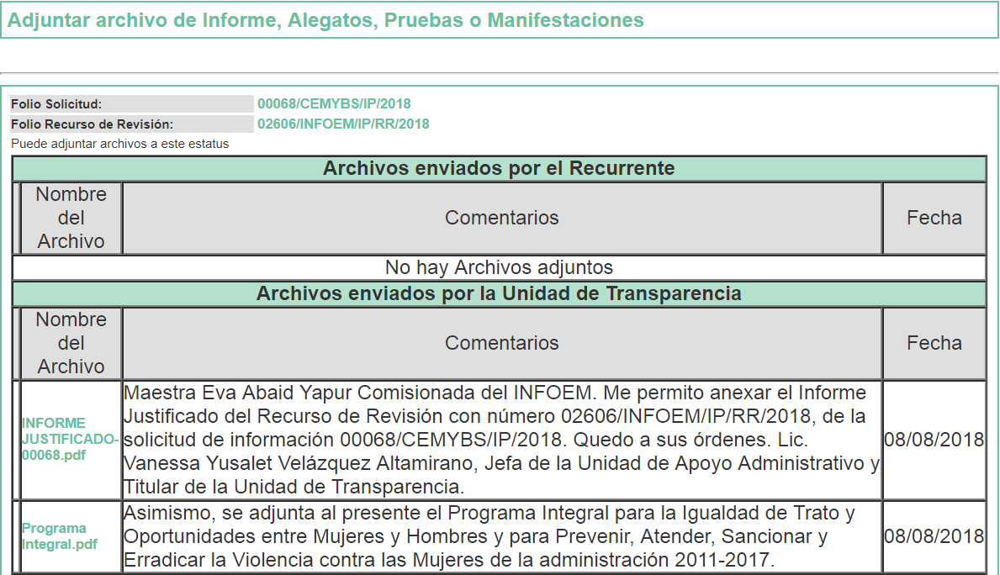 Adjuntar archivo de Informe, Alegatos, Pruebas o Manifestaciones
Folio Solicitud: 00068/CEMYBS/IP/2018
Folio Recurso de Revisión: 02606/INFOEM/IP/RR/2018
Puede adjuntar archivos a este estatus
Archivos enviados por el Recurrente
Nombre
del
Archivo
Comentarios
Fecha
No hay Archivos adjuntos
Archivos enviados por la Unidad de Transparencia
Nombre
del
Archivo
Comentarios
Fecha
INFORME
JUSTIFICADO-
00068.pdf
Maestra Eva Abaid Yapur Comisionada del INFOEM. Me permito anexar el Informe
Justificado del Recurso de Revisión con número 02606/INFOEM/IP/RR/2018, de la
solicitud de información 00068/CEMYBS/IP/2018. Quedo a sus órdenes. Lic.
Vanessa Yusalet Velázquez Altamirano, Jefa de la Unidad de Apoyo Administrativo y
Titular de la Unidad de Transparencia.
08/08/2018
Programa
Integral.pdf
Asimismo, se adjunta al presente el Programa Integral para la Igualdad de Trato y
Oportunidades entre Mujeres y Hombres y para Prevenir, Atender, Sancionar y
Erradicar la Violencia contra las Mujeres de la administración 2011-2017.
08/08/2018